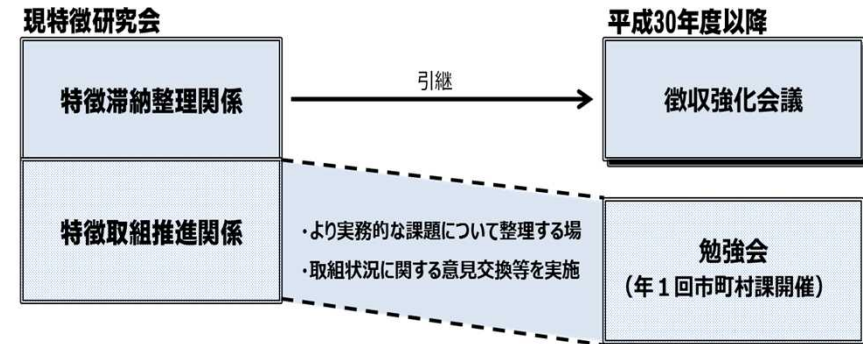 現特徴研究会
平成30年度以降
特徴滞納整理関係
引継
徴収強化会議
特徴取組推進関係
・より実務的な課題について整理する場
・取組状況に関する意見交換等を実施
勉強会
（年１回市町村課開催）